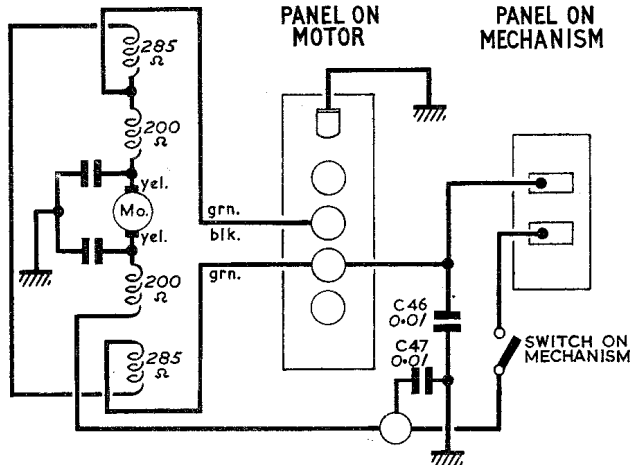 PANEL ON
MOTOR
PANEL ON
MECHANISM
285
Ω
200
Ω
yel.
Mo.
yel.
grn.
blk.
grn.
200
Ω
285
Ω
C46
0·01
C47
0·01
SWITCH ON
MECHANISM